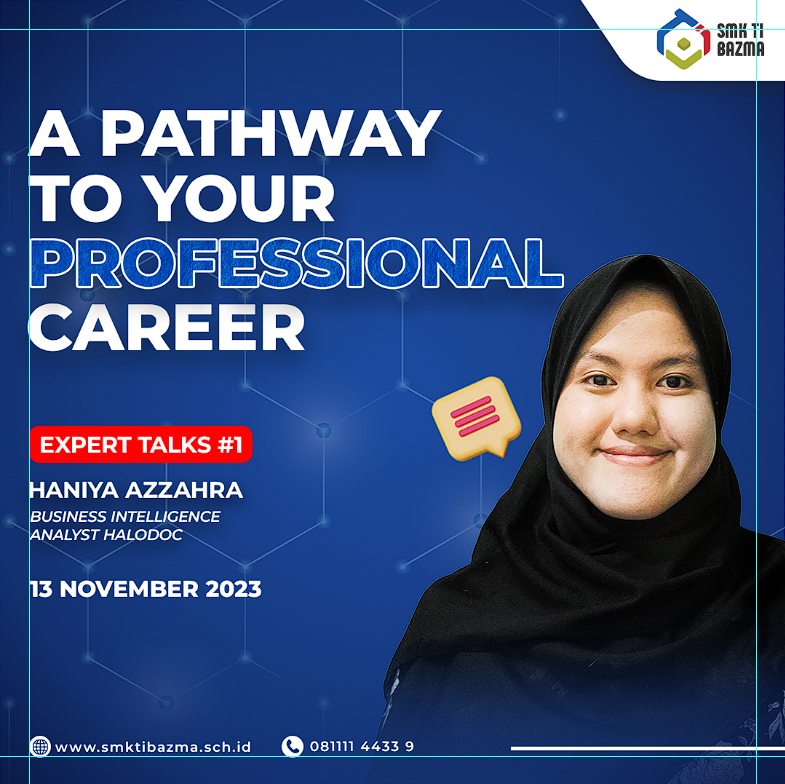 SMK TI
BAZMA
A PATHWAY
TO YOUR
PROFESSIONAL
CAREER
EXPERT TALKS #1
HANIYA AZZAHRA
BUSINESS INTELLIGENCE
ANALYST HALODOC
13 NOVEMBER 2023
www.smktibazma.sch.id
081111 4433 9